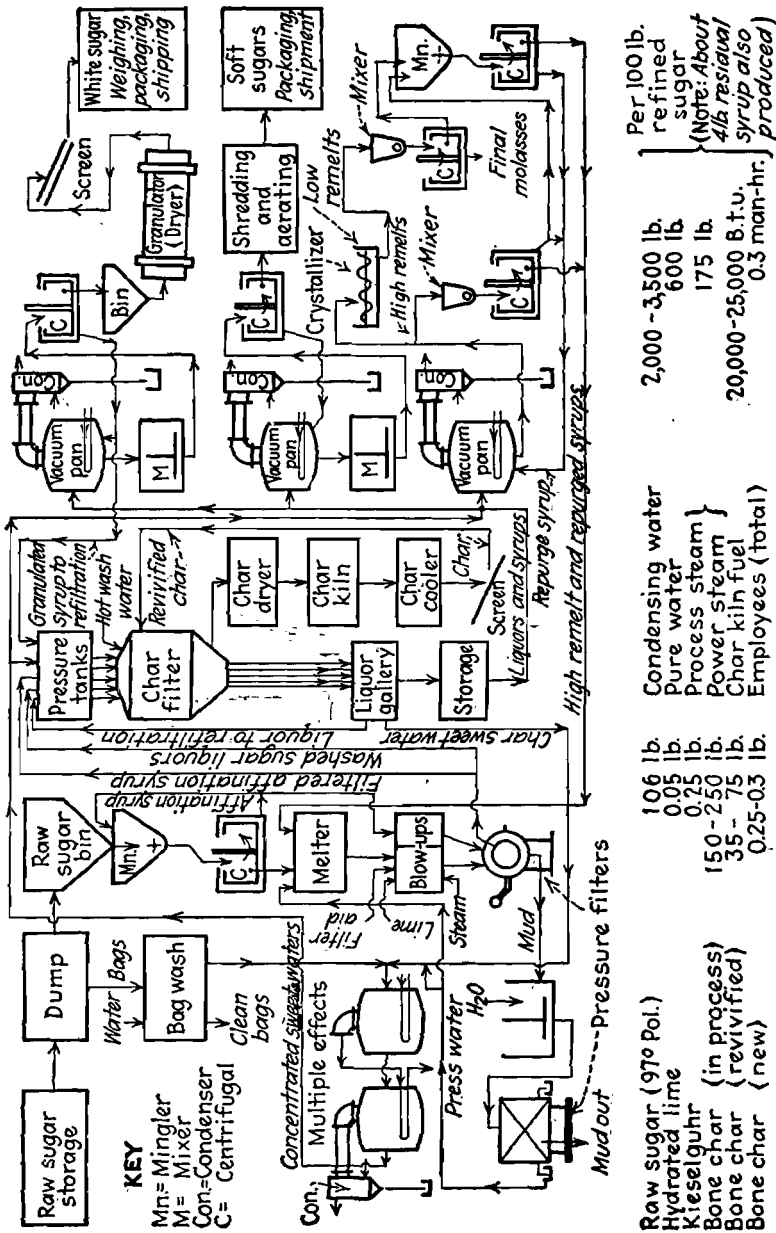 Raw sugar
storage
Dump
Raw
sugar
bin
Water
Bags
Bag wash
Clean
bags
KEY
Mn.= Mingler
M = Mixer
Con.=Condenser
C = Centrifugal
Mn.
C
Affination syrup
Filtered affination syrup
Washed sugar liquors
Liquor to refiltration
Char sweet water
Concentrated sweet waters
Multiple effects
Con.
Melter
Filter
aid
Lime
Blow-ups
Steam
Press water
H2O
Mud
Mud out
Pressure filters
Granulated
syrup to
refiltration
Hot wash
water
Revivified
char
Pressure
tanks
Char
filter
Liquor
gallery
Storage
Char
dryer
Char
kiln
Char
cooler
Char
Screen
Liquors and syrups
Repurge syrup
High remelt and repurged syrups
Vacuum
pan
Con.
M
C
Bin
Granulator
(Dryer)
Screen
White sugar
Weighing,
packaging,
shipping
Vacuum
pan
Con.
M
C
Shredding
and
aerating
Soft
sugars
Packaging,
shipment
Vacuum
pan
Con.
Crystallizer
Low
remelts
High remelts
Mixer
C
Mixer
C
Final
molasses
Mn.
C
Raw sugar (97° Pol.) 106 lb.
Hydrated lime 0.05 lb.
Kieselguhr 0.25 lb.
Bone char (in process) 150-250 lb.
Bone char (revivified) 35- 75 lb.
Bone char (new) 0.25-0.3 lb.
Condensing water 2,000-3,500 lb.
Pure water 600 lb.
Process steam
Power steam 175 lb.
Char kiln fuel 20,000-25,000 B.t.u.
Employees (total) 0.3 man-hr.
Per 100 lb.
refined
sugar
(Note: About
4lb residual
syrup also
produced)